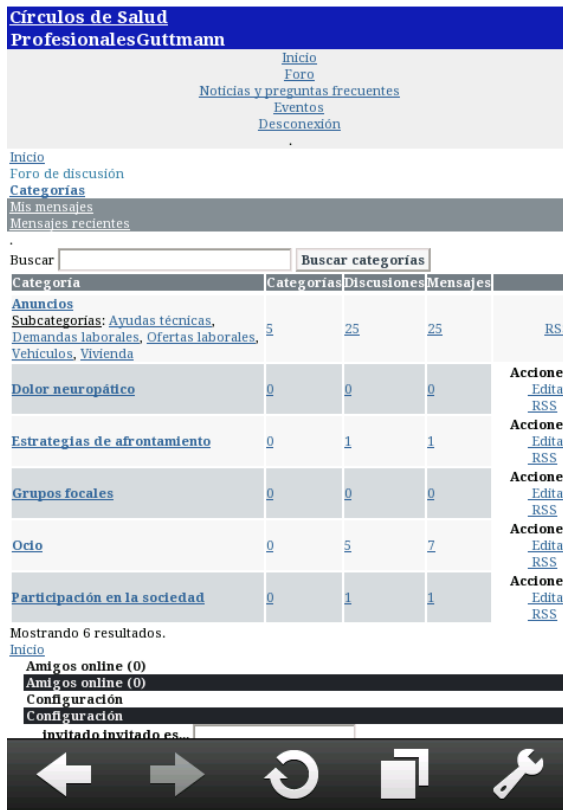 Círculos de Salud
ProfesionalesGuttmann
Inicio
Foro
Noticias y preguntas frecuentes
Eventos
Desconexión
.
Inicio
Foro de discusión
Categorías
Mis mensajes
Mensajes recientes
.
Buscar Buscar categorías
Categoría Categorías Discusiones Mensajes
Anuncios
Subcategorías: Ayudas técnicas,
Demandas laborales, Ofertas laborales,
Vehículos, Vivienda
5 25 25 RS
Dolor neuropático 0 0 0
Accione
Edita
RSS
Estrategias de afrontamiento 0 1 1
Accione
Edita
RSS
Grupos focales 0 0 0
Accione
Edita
RSS
Ocio 0 5 7
Accione
Edita
RSS
Participación en la sociedad 0 1 1
Accione
Edita
RSS
Mostrando 6 resultados.
Inicio
Amigos online (0)
Amigos online (0)
Configuración
Configuración
invitado invitado es...